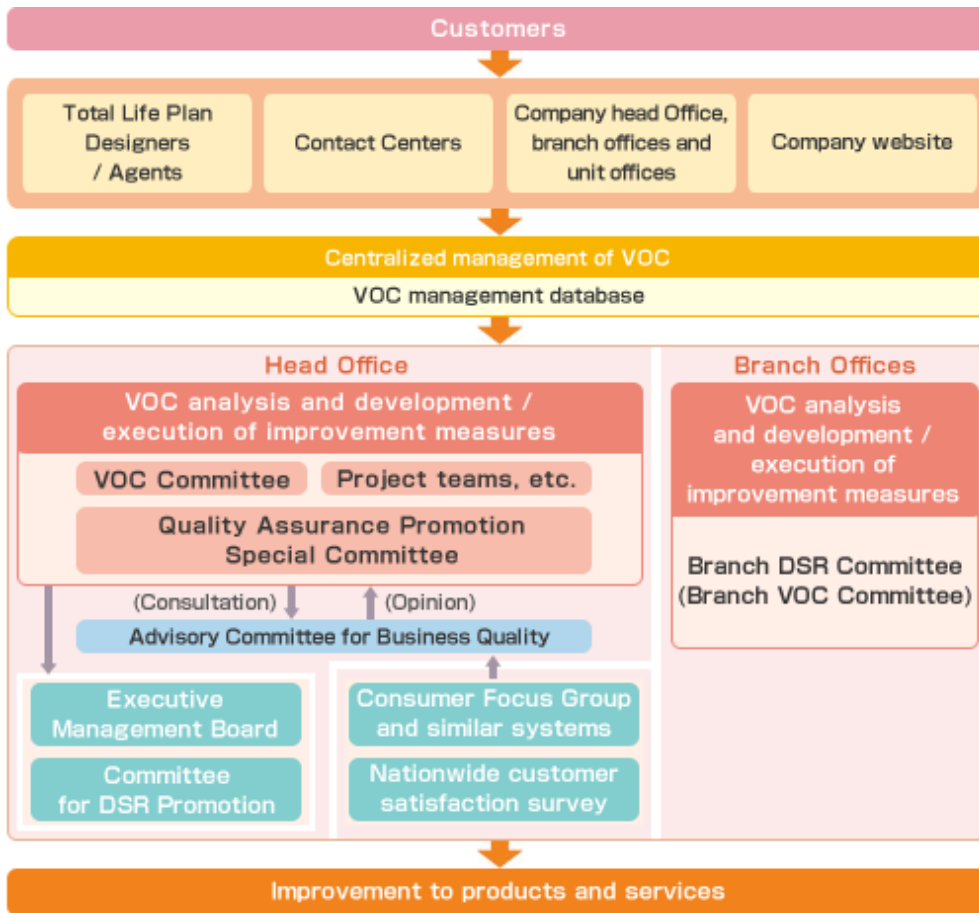 Customers
Total Life Plan
Designers
/ Agents
Contact Centers
Company head Office,
branch offices and
unit offices
Company website
Centralized management of VOC
VOC management database
Head Office
VOC analysis and development /
execution of improvement measures
VOC Committee
Project teams, etc.
Quality Assurance Promotion
Special Committee
(Consultation)
(Opinion)
Advisory Committee for Business Quality
Executive
Management Board
Committee
for DSR Promotion
Consumer Focus Group
and similar systems
Nationwide customer
satisfaction survey
Branch Offices
VOC analysis
and development /
execution of
improvement measures
Branch DSR Committee
(Branch VOC Committee)
Improvement to products and services